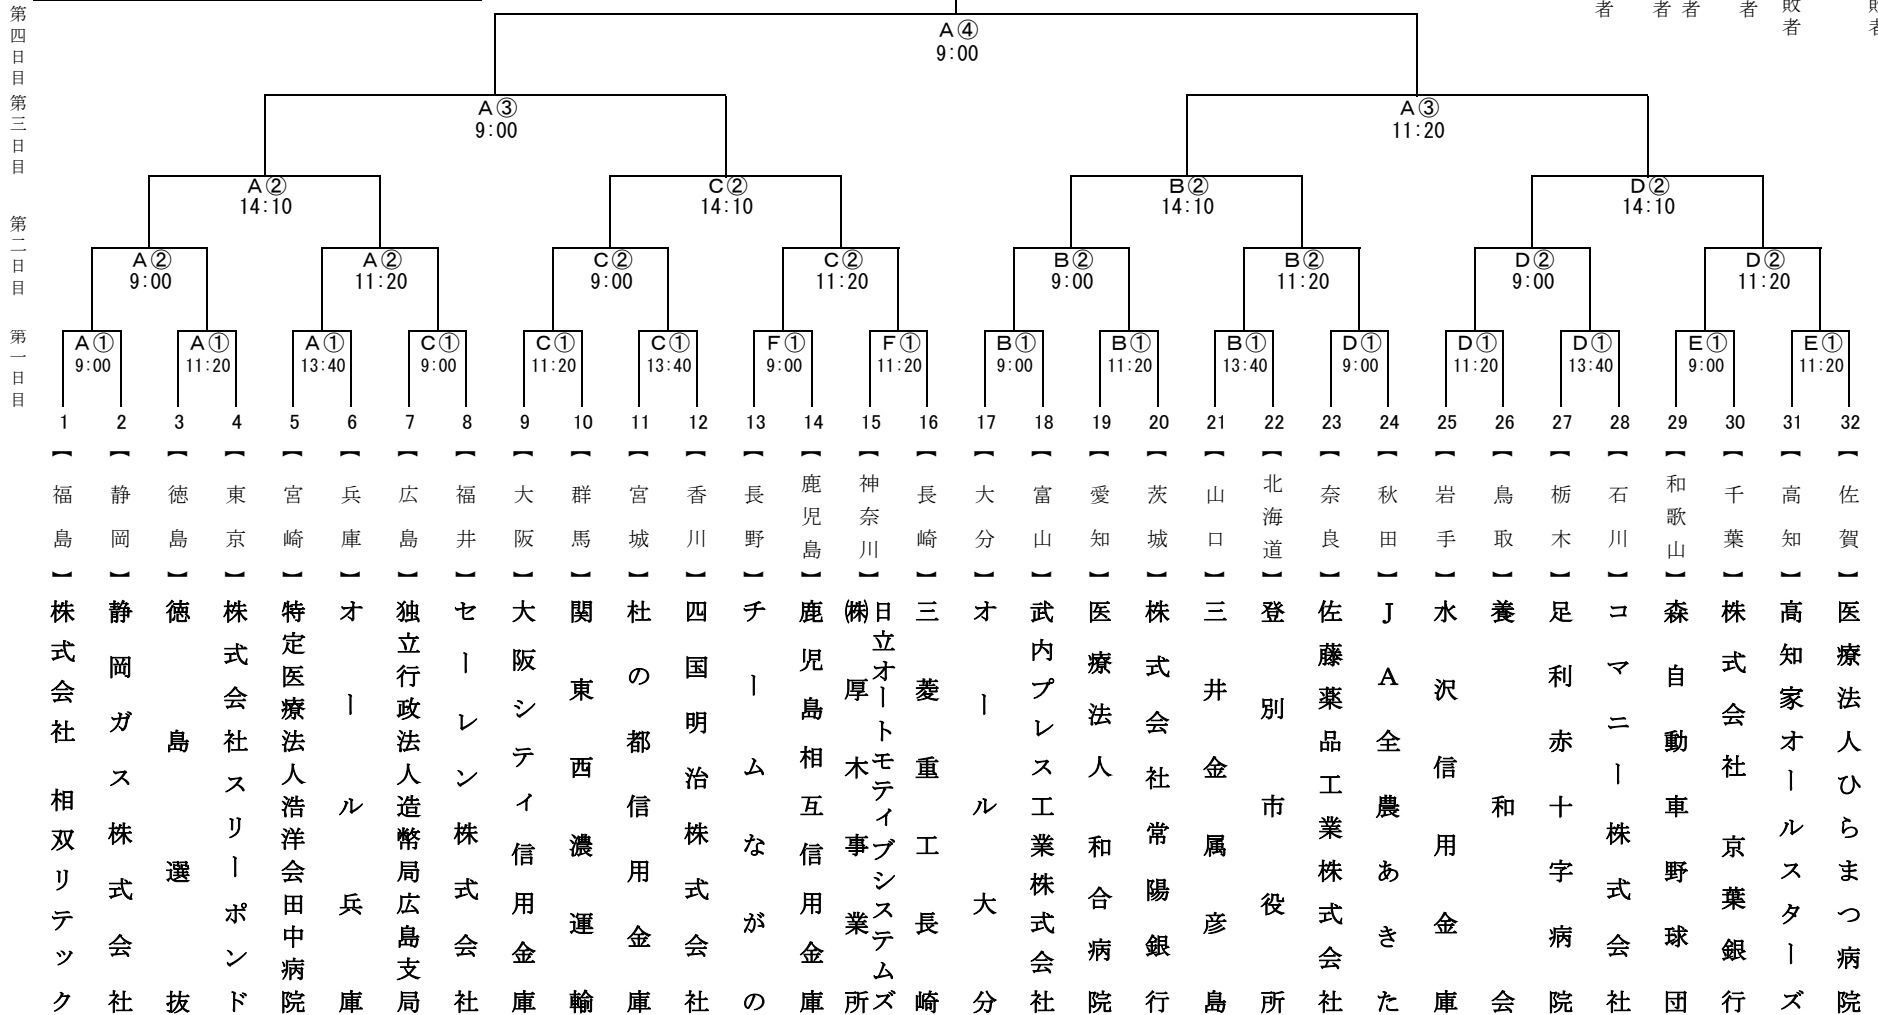 第四日目
第三日目
第二日目
第一日目
者
者
者
者
敗者
敗者
A④
9:00
A③
9:00
A③
11:20
A②
14:10
C②
14:10
B②
14:10
D②
14:10
A②
9:00
A②
11:20
C②
9:00
C②
11:20
B②
9:00
B②
11:20
D②
9:00
D②
11:20
A①
9:00
A①
11:20
A①
13:40
C①
9:00
C①
11:20
C①
13:40
F①
9:00
F①
11:20
B①
9:00
B①
11:20
B①
13:40
D①
9:00
D①
11:20
D①
13:40
E①
9:00
E①
11:20
1
【福島】
株式会社 相双リテック
2
【静岡】
静岡ガス株式会社
3
【徳島】
徳島選抜
4
【東京】
株式会社スリーボンド
5
【宮崎】
特定医療法人浩洋会田中病院
6
【兵庫】
オール兵庫
7
【広島】
独立行政法人造幣局広島支局
8
【福井】
セーレン株式会社
9
【大阪】
大阪シティ信用金庫
10
【群馬】
関東西濃運輸
11
【宮城】
杜の都信用金庫
12
【香川】
四国明治株式会社
13
【長野】
チームながの
14
【鹿児島】
鹿児島相互信用金庫
15
【神奈川】
日立オートモティブシステムズ
㈱厚木事業所
16
【長崎】
三菱重工長崎
17
【大分】
オール大分
18
【富山】
武内プレス工業株式会社
19
【愛知】
医療法人和合病院
20
【茨城】
株式会社常陽銀行
21
【山口】
三井金属彦島
22
【北海道】
登別市役所
23
【奈良】
佐藤薬品工業株式会社
24
【秋田】
JA全農あきた
25
【岩手】
水沢信用金庫
26
【鳥取】
養和会
27
【栃木】
足利赤十字病院
28
【石川】
コマニー株式会社
29
【和歌山】
森自動車野球団
30
【千葉】
株式会社 京葉銀行
31
【高知】
高知家オールスターズ
32
【佐賀】
医療法人ひらまつ病院